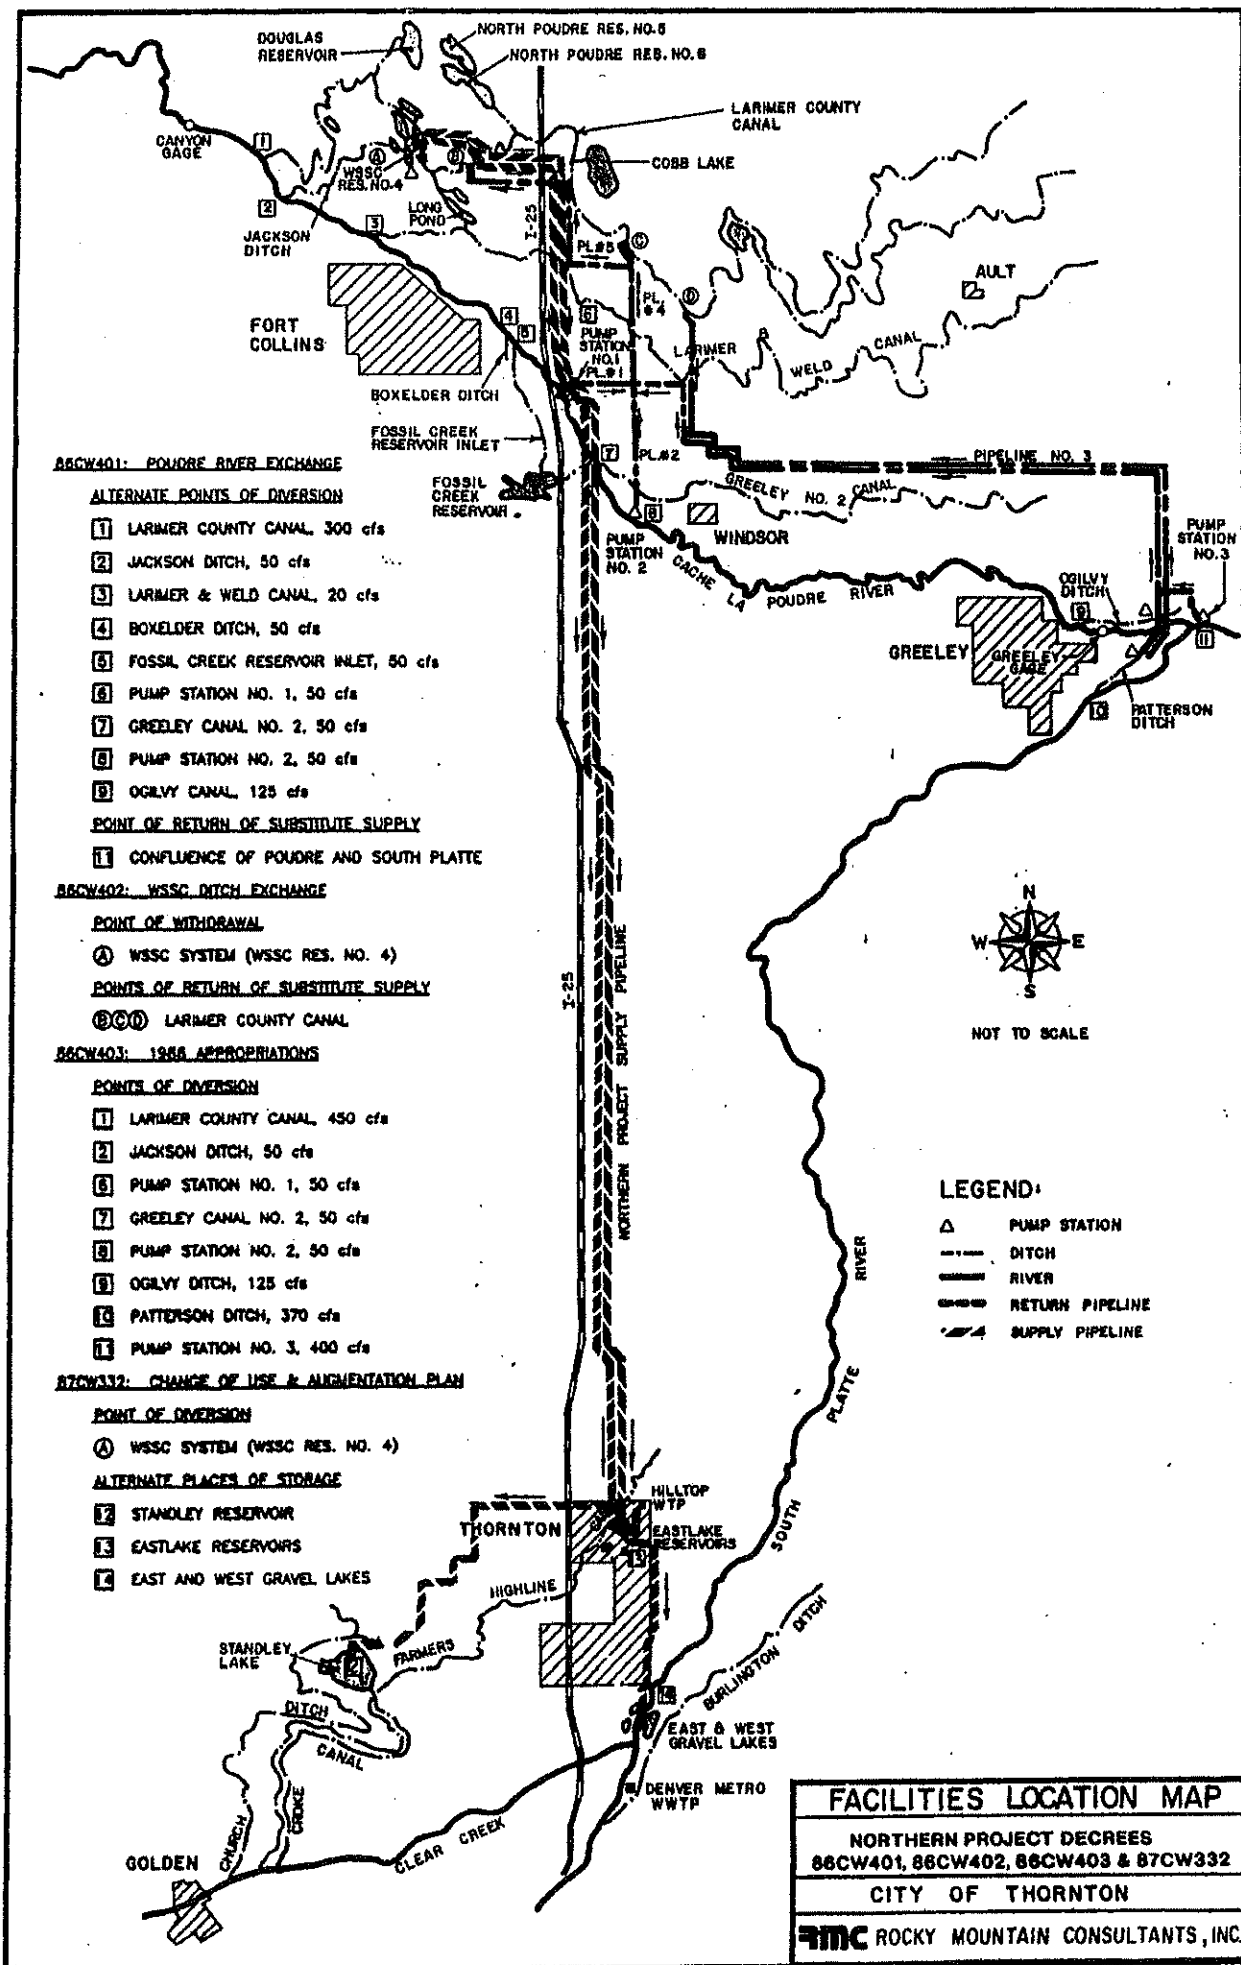 DOUGLAS
RESERVOIR
NORTH POUDRE RES. NO. 5
NORTH POUDRE RES. NO. 6
LARIMER COUNTY
CANAL
CANYON
GAGE
1
A
B
WSSC
RES. NO. 4
COBB LAKE
2
JACKSON
DITCH
3
LONG
POND
I-25
PL. #5
C
PL.
#4
D
AULT
FORT
COLLINS
4
5
6
PUMP
STATION
NO. 1
PL. #1
LARIMER
&
WELD
CANAL
BOXELDER DITCH
FOSSIL CREEK
RESERVOIR INLET
FOSSIL
CREEK
RESERVOIR
7
PL. #2
PIPELINE NO. 3
GREELEY NO. 2 CANAL
8
WINDSOR
PUMP
STATION
NO. 2
CACHE LA POUDRE RIVER
PUMP
STATION
NO. 3
OGILVY
DITCH
9
11
GREELEY
GREELEY
GAGE
10
PATTERSON
DITCH
86CW401: POUDRE RIVER EXCHANGE
ALTERNATE POINTS OF DIVERSION
1 LARIMER COUNTY CANAL, 300 cfs
2 JACKSON DITCH, 50 cfs
3 LARIMER & WELD CANAL, 20 cfs
4 BOXELDER DITCH, 50 cfs
5 FOSSIL CREEK RESERVOIR INLET, 50 cfs
6 PUMP STATION NO. 1, 50 cfs
7 GREELEY CANAL NO. 2, 50 cfs
8 PUMP STATION NO. 2, 50 cfs
9 OGILVY CANAL, 125 cfs
POINT OF RETURN OF SUBSTITUTE SUPPLY
11 CONFLUENCE OF POUDRE AND SOUTH PLATTE
86CW402: WSSC DITCH EXCHANGE
POINT OF WITHDRAWAL
A WSSC SYSTEM (WSSC RES. NO. 4)
POINTS OF RETURN OF SUBSTITUTE SUPPLY
B C D LARIMER COUNTY CANAL
86CW403: 1986 APPROPRIATIONS
POINTS OF DIVERSION
1 LARIMER COUNTY CANAL, 450 cfs
2 JACKSON DITCH, 50 cfs
6 PUMP STATION NO. 1, 50 cfs
7 GREELEY CANAL NO. 2, 50 cfs
8 PUMP STATION NO. 2, 50 cfs
9 OGILVY DITCH, 125 cfs
10 PATTERSON DITCH, 370 cfs
11 PUMP STATION NO. 3, 400 cfs
87CW332: CHANGE OF USE & AUGMENTATION PLAN
POINT OF DIVERSION
A WSSC SYSTEM (WSSC RES. NO. 4)
ALTERNATE PLACES OF STORAGE
12 STANDLEY RESERVOIR
13 EASTLAKE RESERVOIRS
14 EAST AND WEST GRAVEL LAKES
I-25
NORTHERN PROJECT SUPPLY PIPELINE
N
W
E
S
NOT TO SCALE
LEGEND:
PUMP STATION
DITCH
RIVER
RETURN PIPELINE
SUPPLY PIPELINE
SOUTH PLATTE RIVER
HILLTOP
WTP
THORNTON
EASTLAKE
RESERVOIRS
13
FARMERS HIGHLINE
STANDLEY
LAKE
12
DITCH
CANAL
CHURCH
CROKE
14
BURLINGTON DITCH
EAST & WEST
GRAVEL LAKES
DENVER METRO
WWTP
CLEAR CREEK
GOLDEN
FACILITIES LOCATION MAP
NORTHERN PROJECT DECREES
86CW401, 86CW402, 86CW403 & 87CW332
CITY OF THORNTON
RMC ROCKY MOUNTAIN CONSULTANTS, INC.